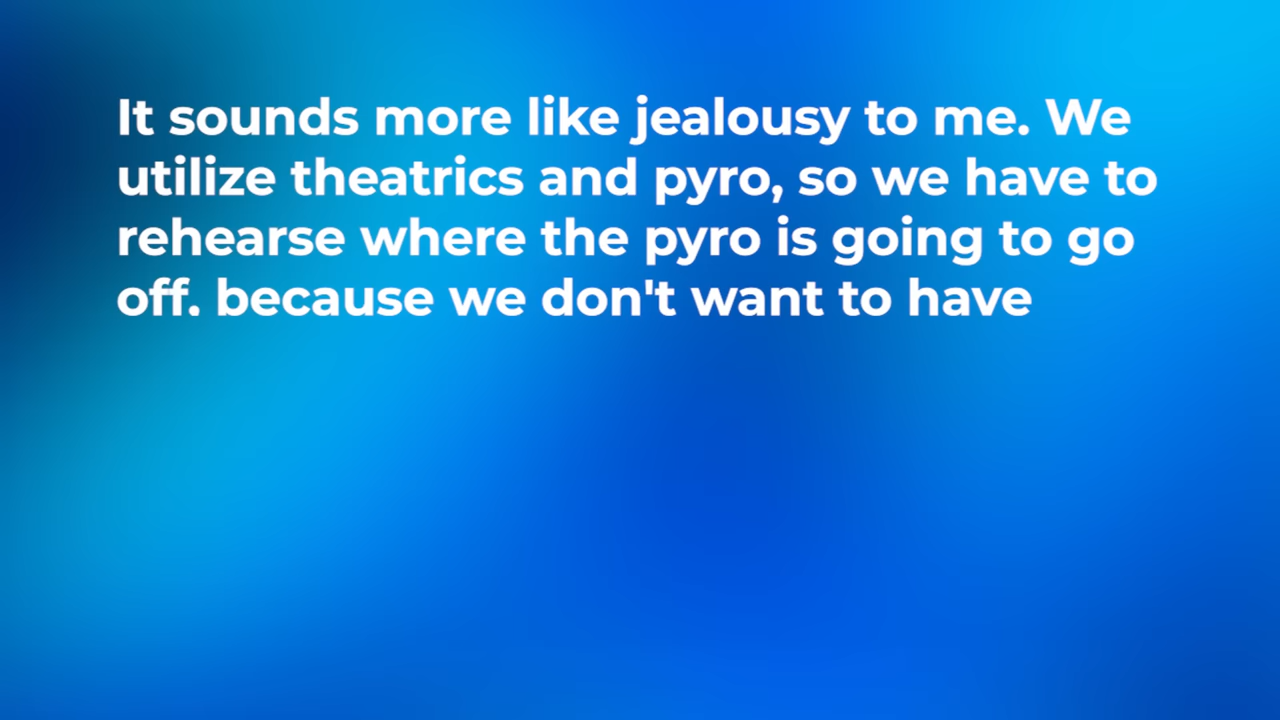 It sounds more like jealousy to me. We
utilize theatrics and pyro, so we have to
rehearse where the pyro is going to go
off. because we don't want to have